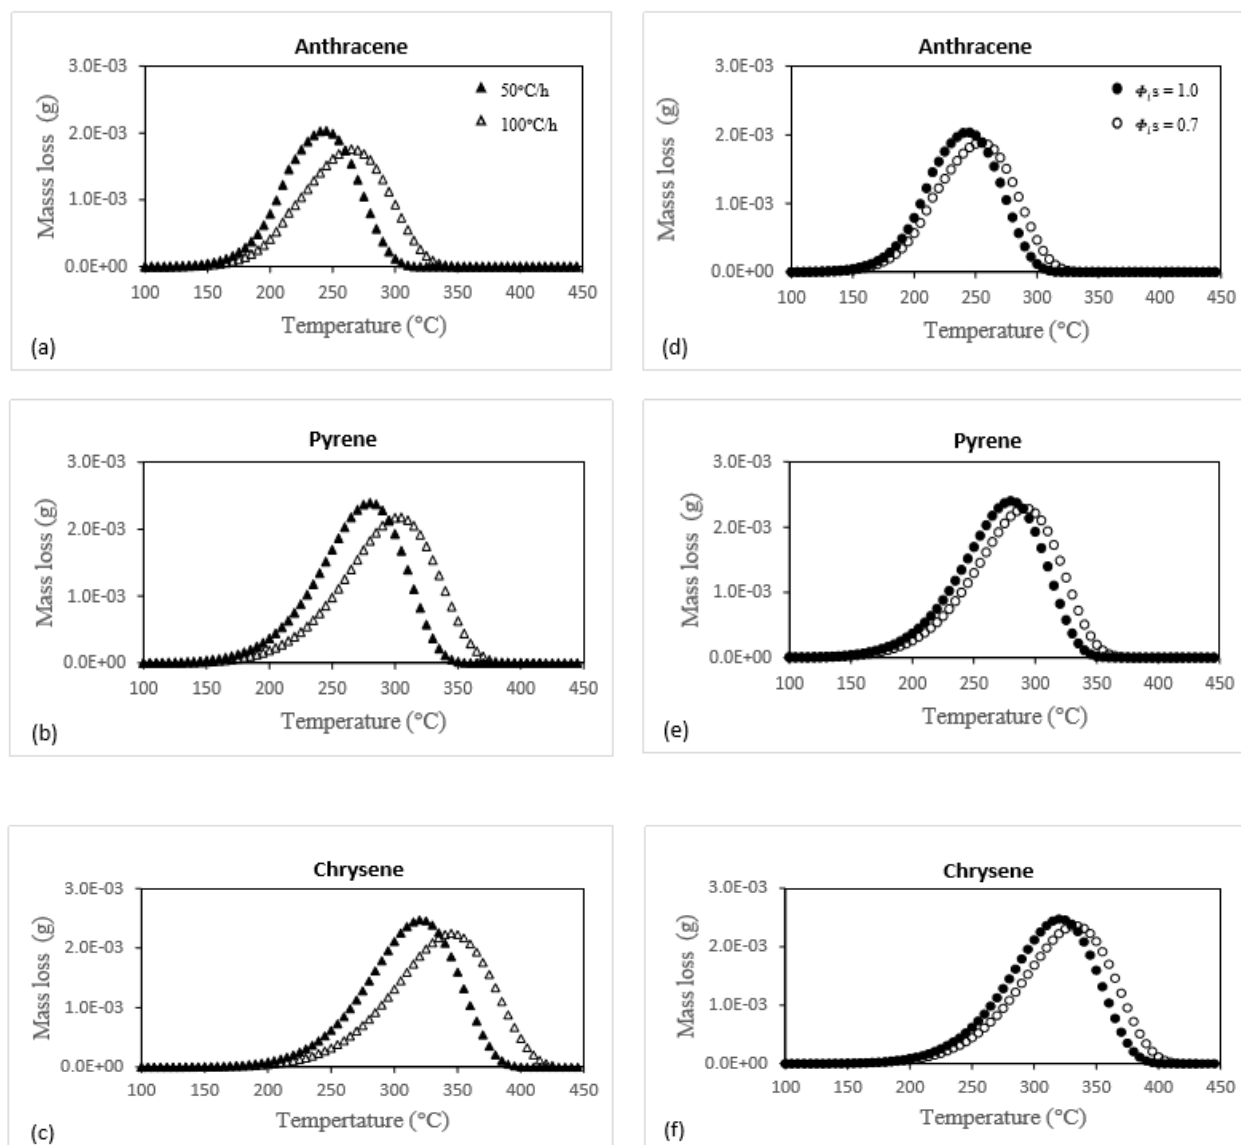 Anthracene
3.0E-03
2.0E-03
1.0E-03
0.0E+00
Masss loss (g)
50°C/h
100°C/h
100 150 200 250 300 350 400 450
Temperature (°C)
(a)
Anthracene
3.0E-03
2.0E-03
1.0E-03
0.0E+00
Masss loss (g)
ϕᵢs = 1.0
ϕᵢs = 0.7
100 150 200 250 300 350 400 450
Temperature (°C)
(d)
Pyrene
3.0E-03
2.0E-03
1.0E-03
0.0E+00
Mass loss (g)
100 150 200 250 300 350 400 450
Temperature (°C)
(b)
Pyrene
3.0E-03
2.0E-03
1.0E-03
0.0E+00
Mass loss (g)
100 150 200 250 300 350 400 450
Temperature (°C)
(e)
Chrysene
3.0E-03
2.0E-03
1.0E-03
0.0E+00
Mass loss (g)
100 150 200 250 300 350 400 450
Tempertature (°C)
(c)
Chrysene
3.0E-03
2.0E-03
1.0E-03
0.0E+00
Mass loss (g)
100 150 200 250 300 350 400 450
Temperature (°C)
(f)